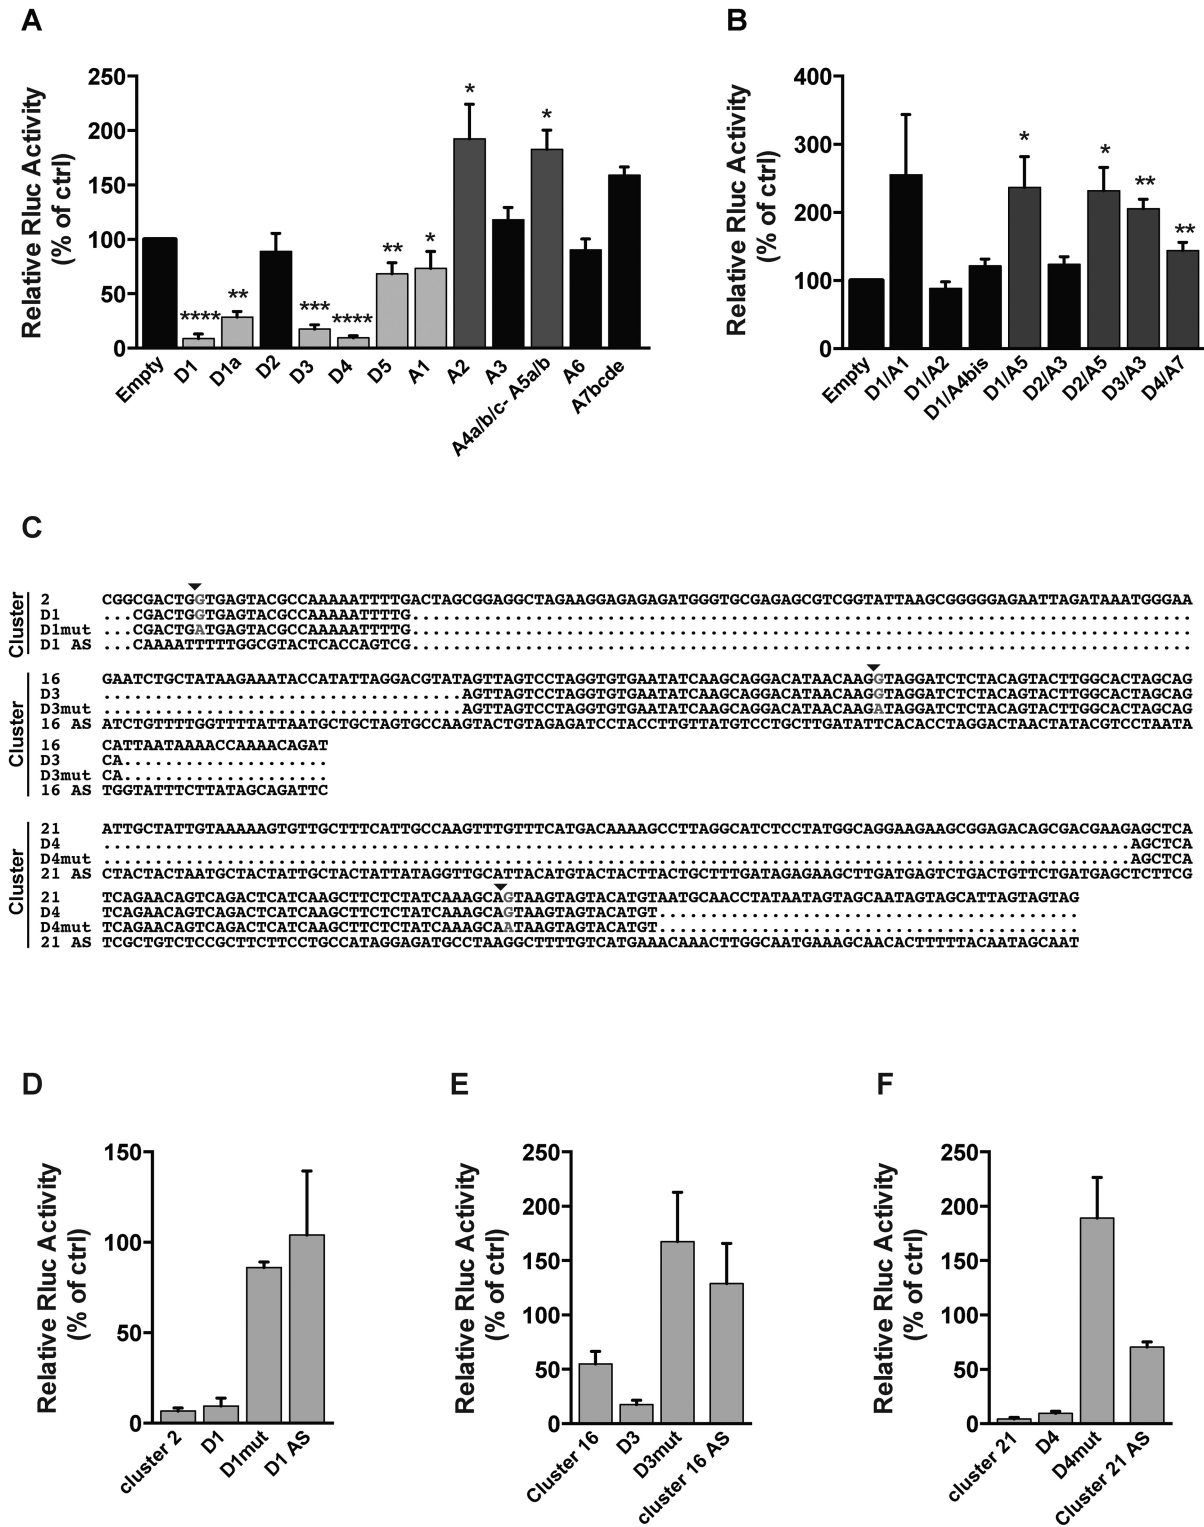 A
Relative Rluc Activity
(% of ctrl)
250
200
150
100
50
0
****
**
***
****
**
*
*
*
Empty
D1
D1a
D2
D3
D4
D5
A1
A2
A3
A4a/b/c- A5a/b
A6
A7bcde
B
Relative Rluc Activity
(% of ctrl)
400
300
200
100
0
*
*
**
**
Empty
D1/A1
D1/A2
D1/A4bis
D1/A5
D2/A3
D2/A5
D3/A3
D4/A7
C
Cluster
2 CGGCGACTGGTGAGTACGCCAAAAATTTTGACTAGCGGAGGCTAGAAGGAGAGAGATGGGTGCGAGAGCGTCGGTATTAAGCGGGGGAGAATTAGATAAATGGGAA
D1 ...CGACTGGTGAGTACGCCAAAAATTTTG............................................................................
D1mut ...CGACTGATGAGTACGCCAAAAATTTTG............................................................................
D1 AS ...CAAAATTTTTGGCGTACTCACCAGTCG............................................................................
Cluster
16 GAATCTGCTATAAGAAATACCATATTAGGACGTATAGTTAGTCCTAGGTGTGAATATCAAGCAGGACATAACAAGGTAGGATCTCTACAGTACTTGGCACTAGCAG
D3 ...................................AGTTAGTCCTAGGTGTGAATATCAAGCAGGACATAACAAGGTAGGATCTCTACAGTACTTGGCACTAGCAG
D3mut ...................................AGTTAGTCCTAGGTGTGAATATCAAGCAGGACATAACAAGATAGGATCTCTACAGTACTTGGCACTAGCAG
16 AS ATCTGTTTTGGTTTTATTAATGCTGCTAGTGCCAAGTACTGTAGAGATCCTACCTTGTTATGTCCTGCTTGATATTCACACCTAGGACTAACTATACGTCCTAATA
16 CATTAATAAAACCAAAACAGAT
D3 CA....................
D3mut CA....................
16 AS TGGTATTTCTTATAGCAGATTC
Cluster
21 ATTGCTATTGTAAAAAGTGTTGCTTTCATTGCCAAGTTTGTTTCATGACAAAAGCCTTAGGCATCTCCTATGGCAGGAAGAAGCGGAGACAGCGACGAAGAGCTCA
D4 ....................................................................................................AGCTCA
D4mut ....................................................................................................AGCTCA
21 AS CTACTACTAATGCTACTATTGCTACTATTATAGGTTGCATTACATGTACTACTTACTGCTTTGATAGAGAAGCTTGATGAGTCTGACTGTTCTGATGAGCTCTTCG
21 TCAGAACAGTCAGACTCATCAAGCTTCTCTATCAAAGCAGTAAGTAGTACATGTAATGCAACCTATAATAGTAGCAATAGTAGCATTAGTAGTAG
D4 TCAGAACAGTCAGACTCATCAAGCTTCTCTATCAAAGCAGTAAGTAGTACATGT.........................................
D4mut TCAGAACAGTCAGACTCATCAAGCTTCTCTATCAAAGCAATAAGTAGTACATGT.........................................
21 AS TCGCTGTCTCCGCTTCTTCCTGCCATAGGAGATGCCTAAGGCTTTTGTCATGAAACAAACTTGGCAATGAAAGCAACACTTTTTACAATAGCAAT
D
Relative Rluc Activity
(% of ctrl)
150
100
50
0
cluster 2
D1
D1mut
D1 AS
E
Relative Rluc Activity
(% of ctrl)
250
200
150
100
50
0
Cluster 16
D3
D3mut
cluster 16 AS
F
Relative Rluc Activity
(% of ctrl)
250
200
150
100
50
0
cluster 21
D4
D4mut
Cluster 21 AS